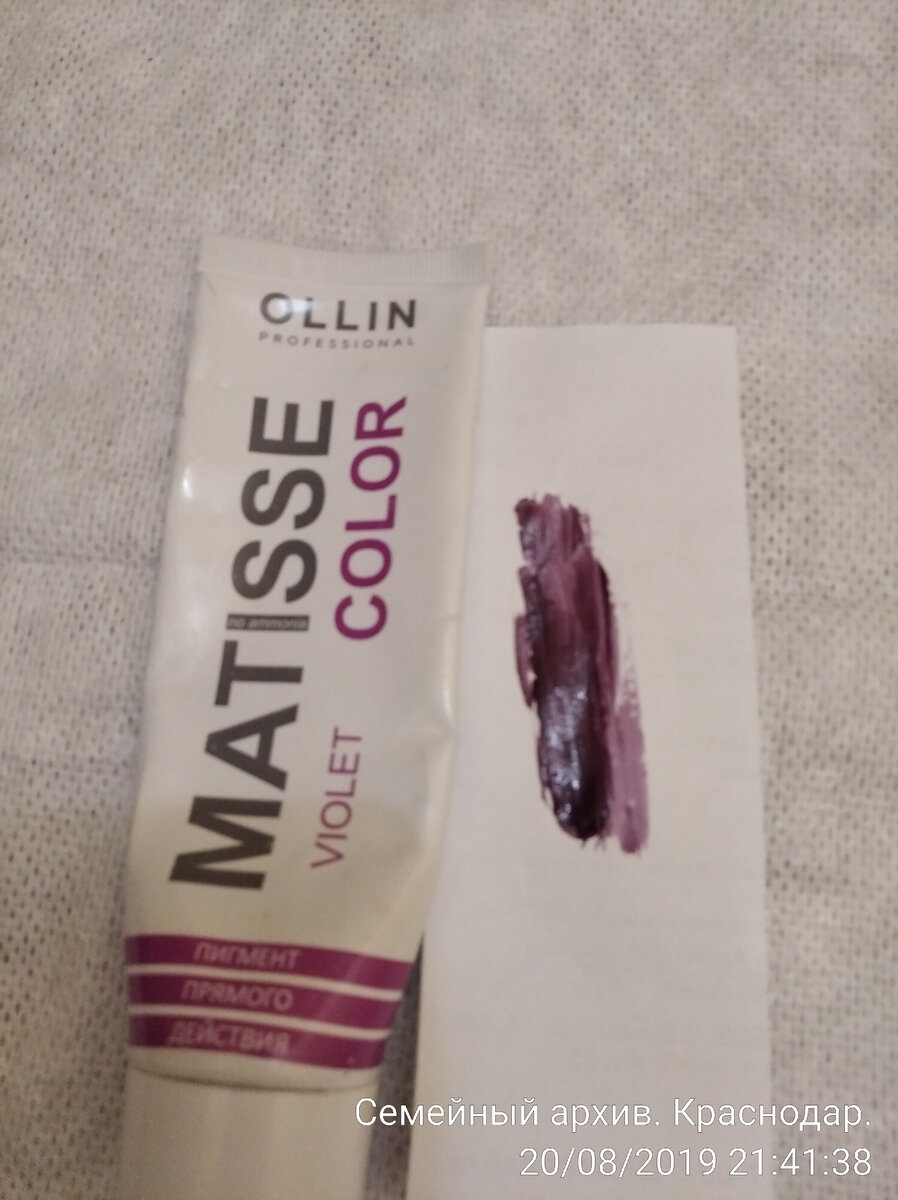 OLLIN
PROFESSIONAL
MATISSE
no ammonia
COLOR
VIOLET
ПИГМЕНТ
ПРЯМОГО
ДЕЙСТВИЯ
Семейный архив. Краснодар.
20/08/2019 21:41:38